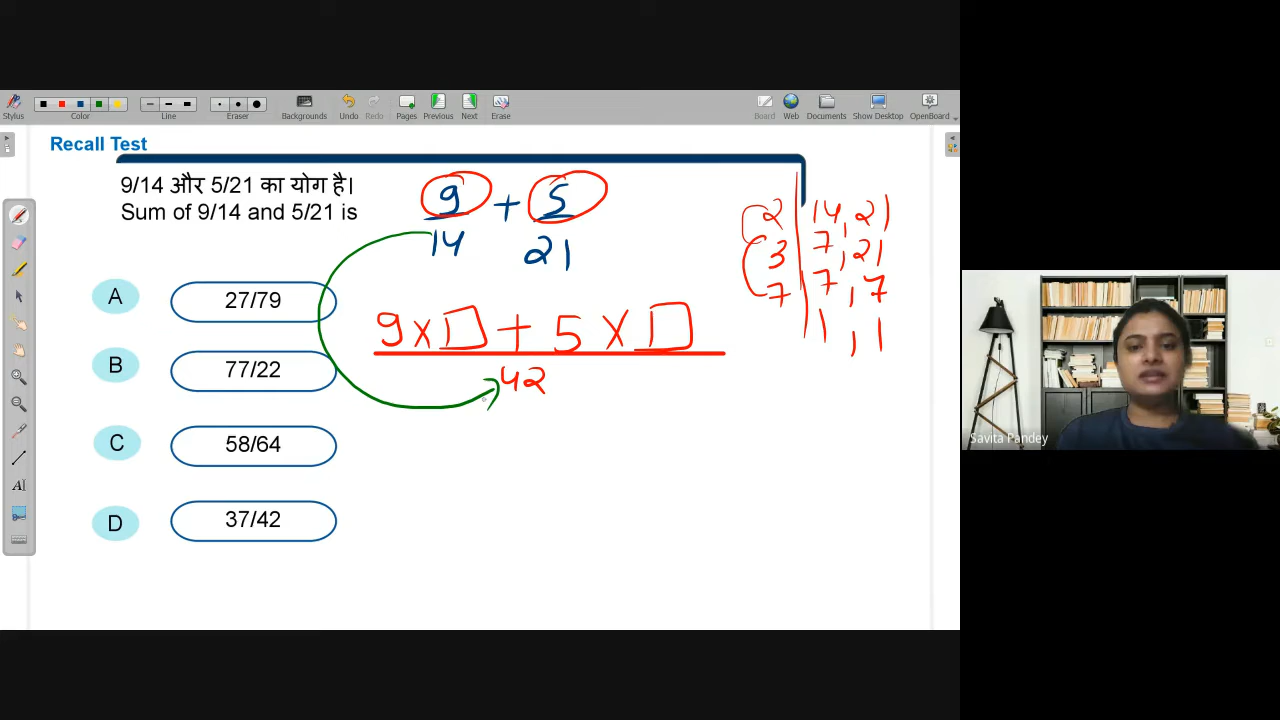 Stylus Color Line Eraser Backgrounds Undo Redo Pages Previous Next Erase Board Web Documents Show Desktop OpenBoard
Recall Test
9/14 और 5/21 का योग है।
Sum of 9/14 and 5/21 is
9 + 5
14 21
2 14, 21
3 7, 21
7 7, 7
1, 1
A 27/79
9 × □ + 5 × □
42
B 77/22
C 58/64
D 37/42
Savita Pandey